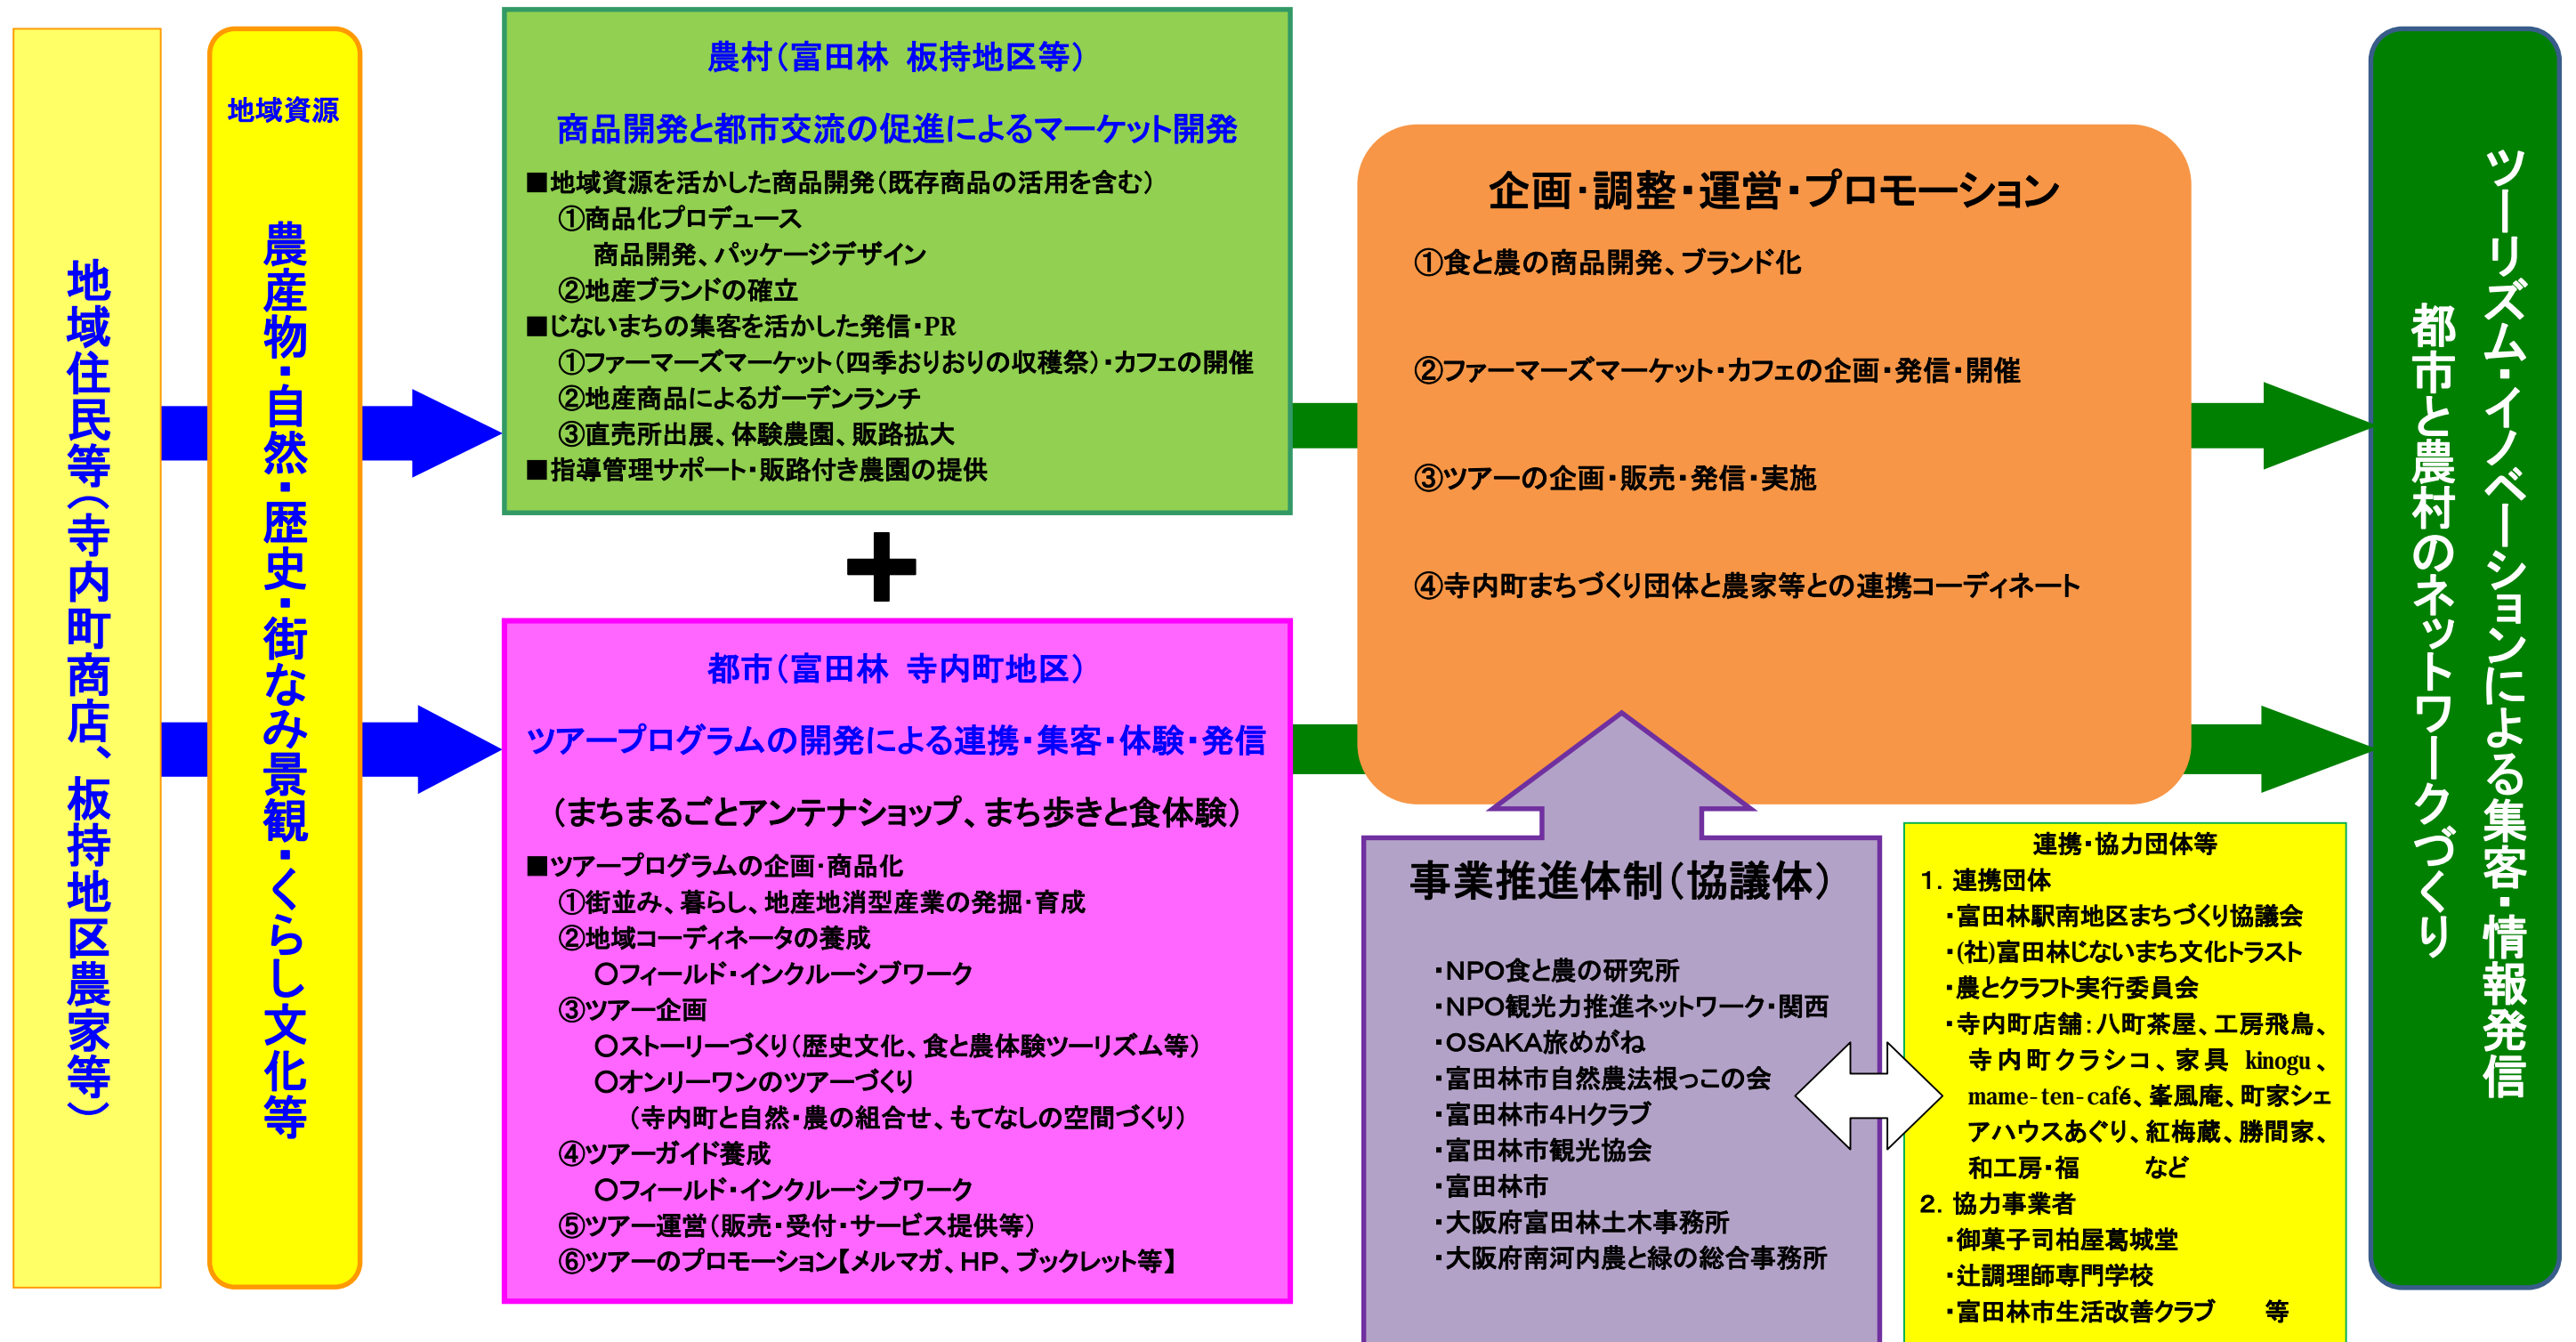 地域住民等（寺内町商店、板持地区農家等）
地域資源
農産物・自然・歴史・街なみ景観・くらし文化等
農村（富田林 板持地区等）
商品開発と都市交流の促進によるマーケット開発
■地域資源を活かした商品開発（既存商品の活用を含む）
①商品化プロデュース
商品開発、パッケージデザイン
②地産ブランドの確立
■じないまちの集客を活かした発信・PR
①ファーマーズマーケット（四季おりおりの収穫祭）・カフェの開催
②地産商品によるガーデンランチ
③直売所出展、体験農園、販路拡大
■指導管理サポート・販路付き農園の提供
＋
都市（富田林 寺内町地区）
ツアープログラムの開発による連携・集客・体験・発信
（まちまるごとアンテナショップ、まち歩きと食体験）
■ツアープログラムの企画・商品化
①街並み、暮らし、地産地消型産業の発掘・育成
②地域コーディネータの養成
○フィールド・インクルーシブワーク
③ツアー企画
○ストーリーづくり（歴史文化、食と農体験ツーリズム等）
○オンリーワンのツアーづくり
（寺内町と自然・農の組合せ、もてなしの空間づくり）
④ツアーガイド養成
○フィールド・インクルーシブワーク
⑤ツアー運営（販売・受付・サービス提供等）
⑥ツアーのプロモーション【メルマガ、HP、ブックレット等】
企画・調整・運営・プロモーション
①食と農の商品開発、ブランド化
②ファーマーズマーケット・カフェの企画・発信・開催
③ツアーの企画・販売・発信・実施
④寺内町まちづくり団体と農家等との連携コーディネート
事業推進体制（協議体）
・NPO食と農の研究所
・NPO観光力推進ネットワーク・関西
・OSAKA旅めがね
・富田林市自然農法根っこの会
・富田林市4Hクラブ
・富田林市観光協会
・富田林市
・大阪府富田林土木事務所
・大阪府南河内農と緑の総合事務所
連携・協力団体等
1．連携団体
・富田林駅南地区まちづくり協議会
・(社)富田林じないまち文化トラスト
・農とクラフト実行委員会
・寺内町店舗：八町茶屋、工房飛鳥、
寺内町クラシコ、家具 kinogu、
mame-ten-café、峯風庵、町家シェ
アハウスあぐり、紅梅蔵、勝間家、
和工房・福　　など
2．協力事業者
・御菓子司柏屋葛城堂
・辻調理師専門学校
・富田林市生活改善クラブ　　等
ツーリズム・イノベーションによる集客・情報発信
都市と農村のネットワークづくり